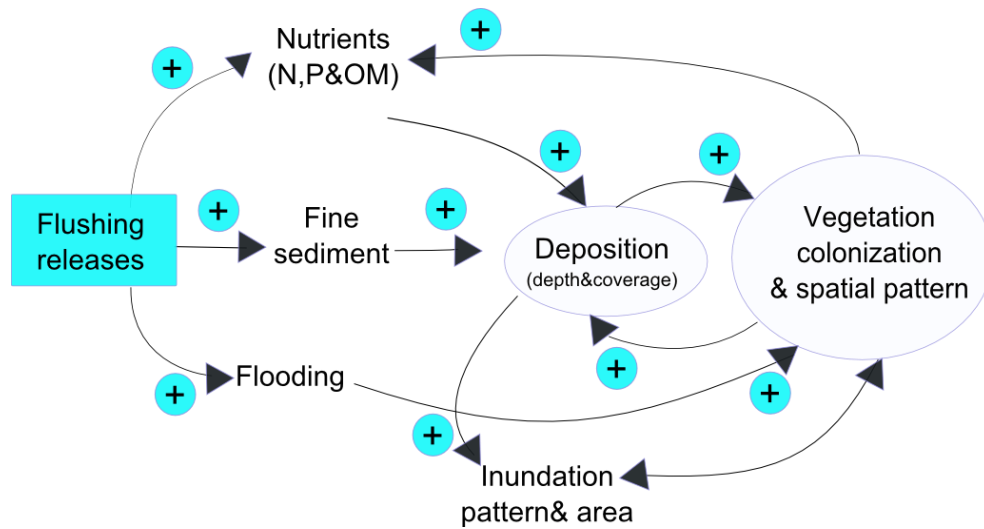 +
+
Nutrients
(N,P&OM)
+
+
+
Flushing
releases
+
Fine
sediment
+
Deposition
(depth&coverage)
Vegetation
colonization
& spatial pattern
+
+
Flooding
+
+
Inundation
pattern& area